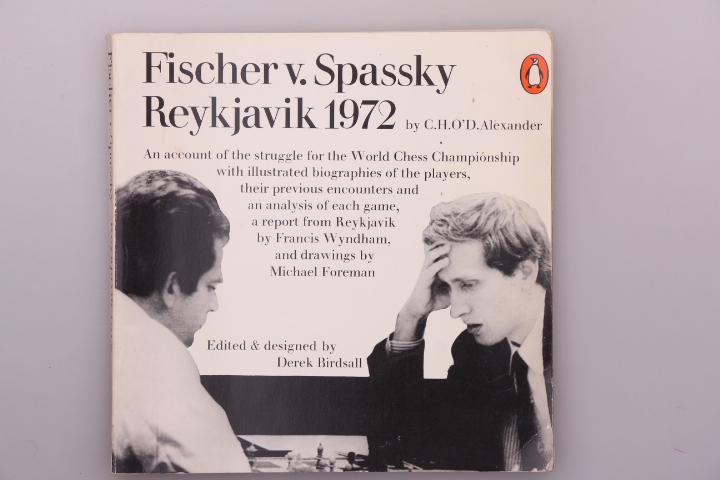 Fischer v. Spassky
Reykjavik 1972 by C.H.O'D. Alexander
An account of the struggle for the World Chess Championship
with illustrated biographies of the players,
their previous encounters and
an analysis of each game,
a report from Reykjavik
by Francis Wyndham,
and drawings by
Michael Foreman
Edited & designed by
Derek Birdsall